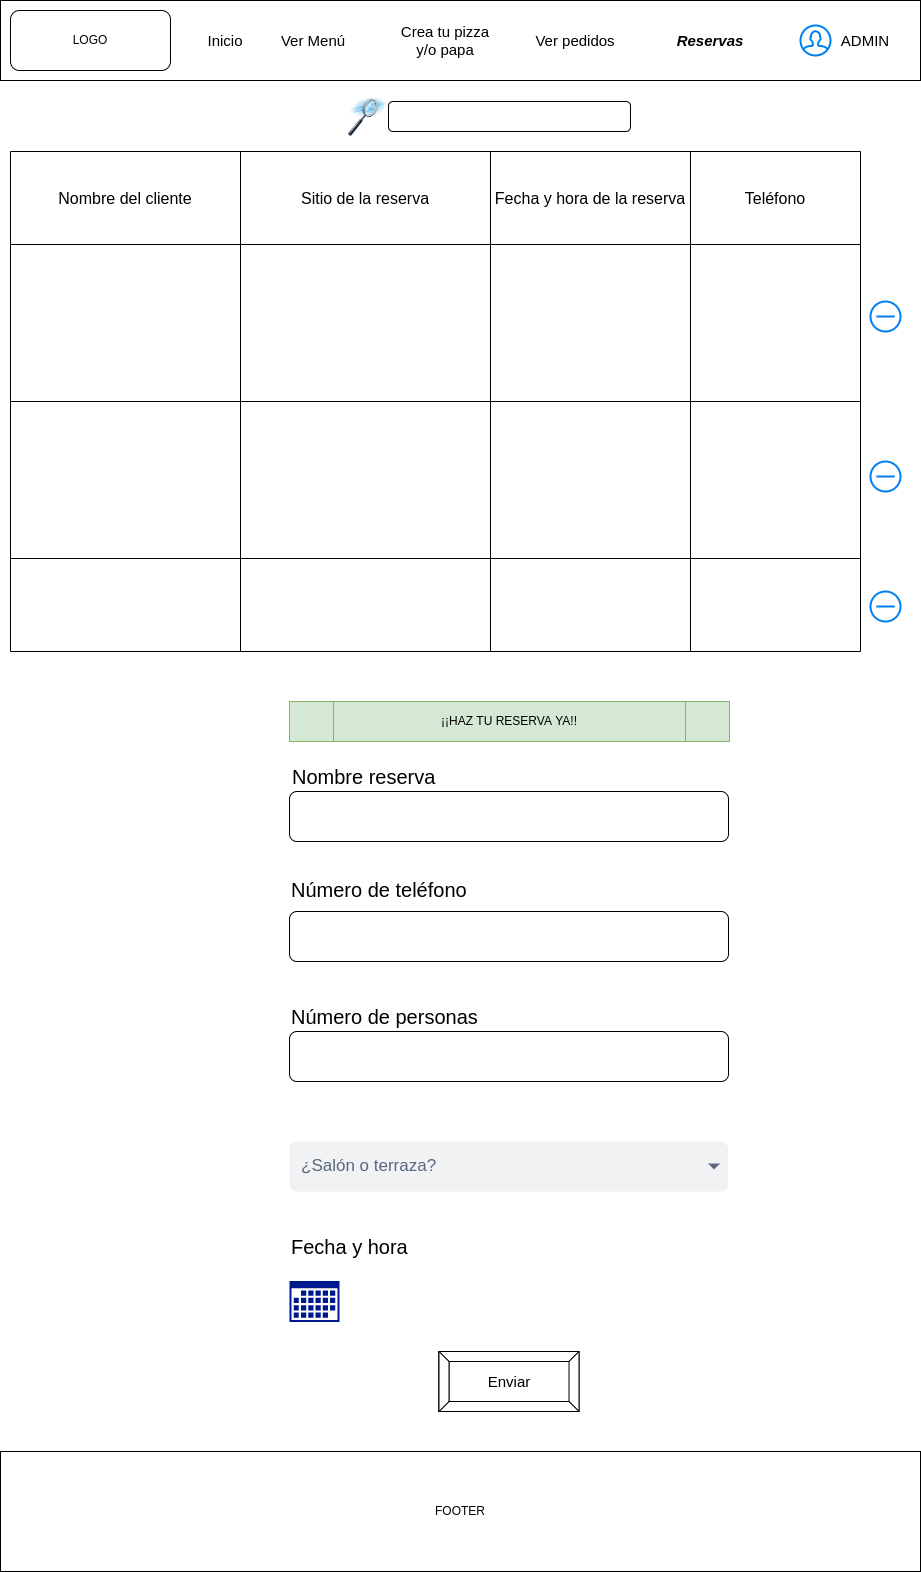 LOGO
Inicio
Ver Menú
Crea tu pizza
y/o papa
Ver pedidos
Reservas
ADMIN
Nombre del cliente
Sitio de la reserva
Fecha y hora de la reserva
Teléfono
¡¡HAZ TU RESERVA YA!!
Nombre reserva
Número de teléfono
Número de personas
¿Salón o terraza?
Fecha y hora
Enviar
FOOTER